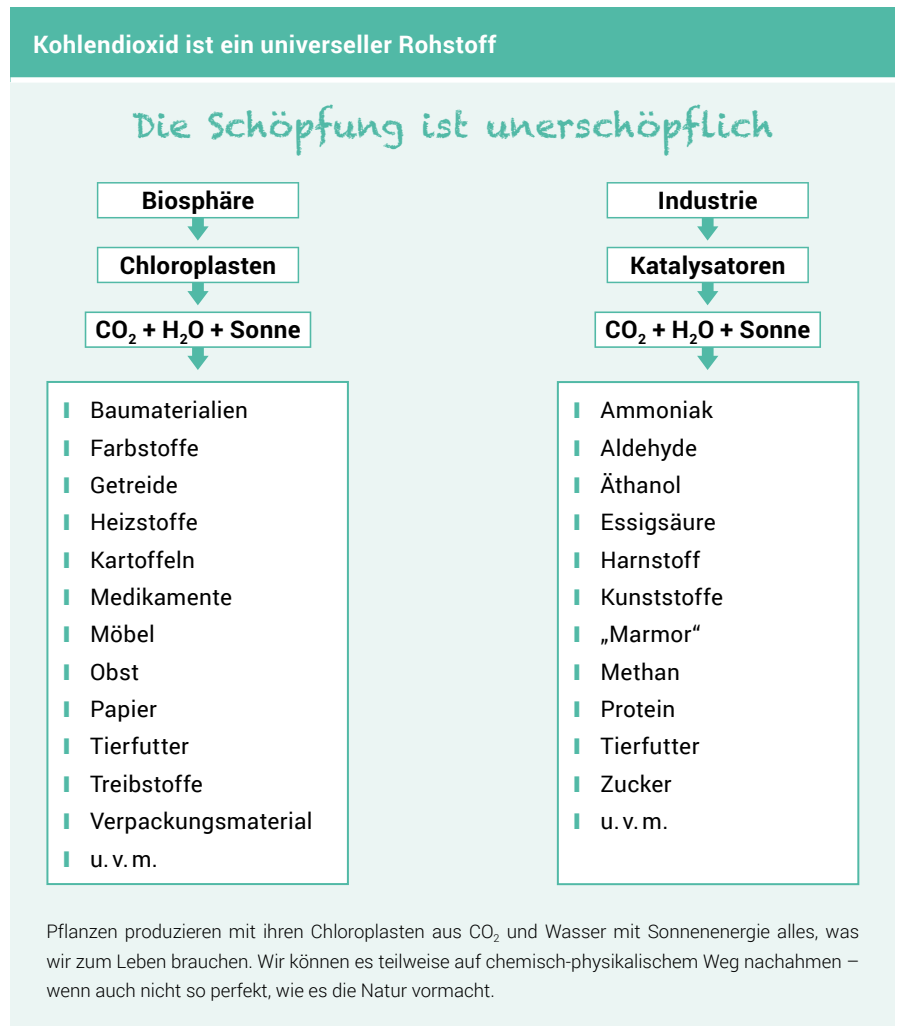 Kohlendioxid ist ein universeller Rohstoff
Die Schöpfung ist unerschöpflich
Biosphäre
Chloroplasten
CO₂ + H₂O + Sonne
Baumaterialien
Farbstoffe
Getreide
Heizstoffe
Kartoffeln
Medikamente
Möbel
Obst
Papier
Tierfutter
Treibstoffe
Verpackungsmaterial
u. v. m.
Industrie
Katalysatoren
CO₂ + H₂O + Sonne
Ammoniak
Aldehyde
Äthanol
Essigsäure
Harnstoff
Kunststoffe
„Marmor“
Methan
Protein
Tierfutter
Zucker
u. v. m.
Pflanzen produzieren mit ihren Chloroplasten aus CO₂ und Wasser mit Sonnenenergie alles, was
wir zum Leben brauchen. Wir können es teilweise auf chemisch-physikalischem Weg nachahmen –
wenn auch nicht so perfekt, wie es die Natur vormacht.